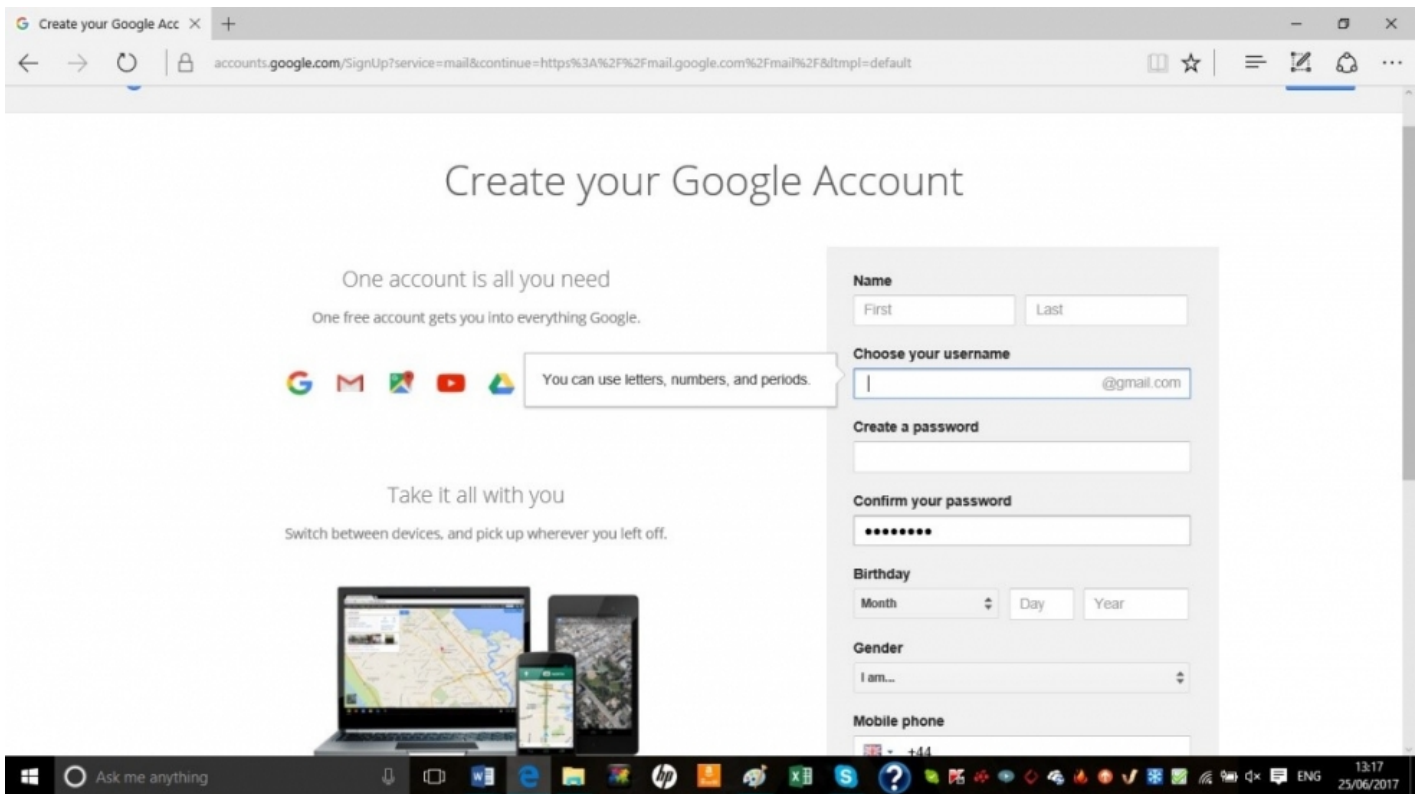 Create your Google Acc
accounts.google.com/SignUp?service=mail&continue=https%3A%2F%2Fmail.google.com%2Fmail%2F&ltmpl=default
Create your Google Account
One account is all you need
One free account gets you into everything Google.
You can use letters, numbers, and periods.
Take it all with you
Switch between devices, and pick up wherever you left off.
Name
First Last
Choose your username
@gmail.com
Create a password
Confirm your password
••••••••
Birthday
Month Day Year
Gender
I am...
Mobile phone
+44
Ask me anything
ENG
13:17
25/06/2017